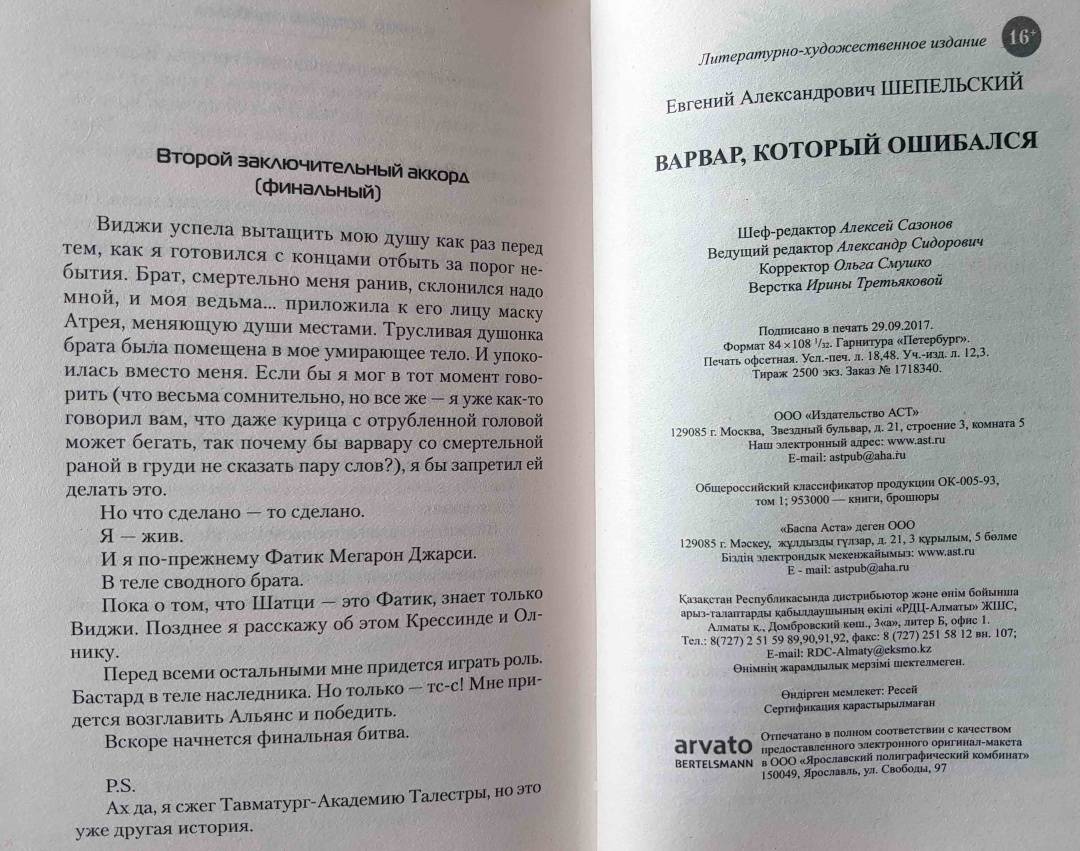 Второй заключительный аккорд
(финальный)
Виджи успела вытащить мою душу как раз перед
тем, как я готовился с концами отбыть за порог не-
бытия. Брат, смертельно меня ранив, склонился надо
мной, и моя ведьма... приложила к его лицу маску
Атрея, меняющую души местами. Трусливая душонка
брата была помещена в мое умирающее тело. И упоко-
илась вместо меня. Если бы я мог в тот момент гово-
рить (что весьма сомнительно, но все же — я уже как-то
говорил вам, что даже курица с отрубленной головой
может бегать, так почему бы варвару со смертельной
раной в груди не сказать пару слов?), я бы запретил ей
делать это.
Но что сделано — то сделано.
Я — жив.
И я по-прежнему Фатик Мегарон Джарси.
В теле сводного брата.
Пока о том, что Шатци — это Фатик, знает только
Виджи. Позднее я расскажу об этом Крессинде и Ол-
нику.
Перед всеми остальными мне придется играть роль.
Бастард в теле наследника. Но только — тс-с! Мне при-
дется возглавить Альянс и победить.
Вскоре начнется финальная битва.
P.S.
Ах да, я сжег Тавматург-Академию Талестры, но это
уже другая история.
Литературно-художественное издание 16+
Евгений Александрович ШЕПЕЛЬСКИЙ
ВАРВАР, КОТОРЫЙ ОШИБАЛСЯ
Шеф-редактор Алексей Сазонов
Ведущий редактор Александр Сидорович
Корректор Ольга Смушко
Верстка Ирины Третьяковой
Подписано в печать 29.09.2017.
Формат 84 × 108 1/32. Гарнитура «Петербург».
Печать офсетная. Усл.-печ. л. 18,48. Уч.-изд. л. 12,3.
Тираж 2500 экз. Заказ № 1718340.
ООО «Издательство АСТ»
129085 г. Москва, Звездный бульвар, д. 21, строение 3, комната 5
Наш электронный адрес: www.ast.ru
E-mail: astpub@aha.ru
Общероссийский классификатор продукции ОК-005-93,
том 1; 953000 — книги, брошюры
«Баспа Аста» деген ООО
129085 г. Мәскеу, жұлдызды гүлзар, д. 21, 3 құрылым, 5 бөлме
Біздің электрондық мекенжайымыз: www.ast.ru
E - mail: astpub@aha.ru
Қазақстан Республикасында дистрибьютор және өнім бойынша
арыз-талаптарды қабылдаушының өкілі «РДЦ-Алматы» ЖШС,
Алматы қ., Домбровский көш., 3«а», литер Б, офис 1.
Тел.: 8(727) 2 51 59 89,90,91,92, факс: 8 (727) 251 58 12 вн. 107;
E-mail: RDC-Almaty@eksmo.kz
Өнімнің жарамдылық мерзімі шектелмеген.
Өндірген мемлекет: Ресей
Сертификация қарастырылмаған
arvato
BERTELSMANN
Отпечатано в полном соответствии с качеством
предоставленного электронного оригинал-макета
в ООО «Ярославский полиграфический комбинат»
150049, Ярославль, ул. Свободы, 97